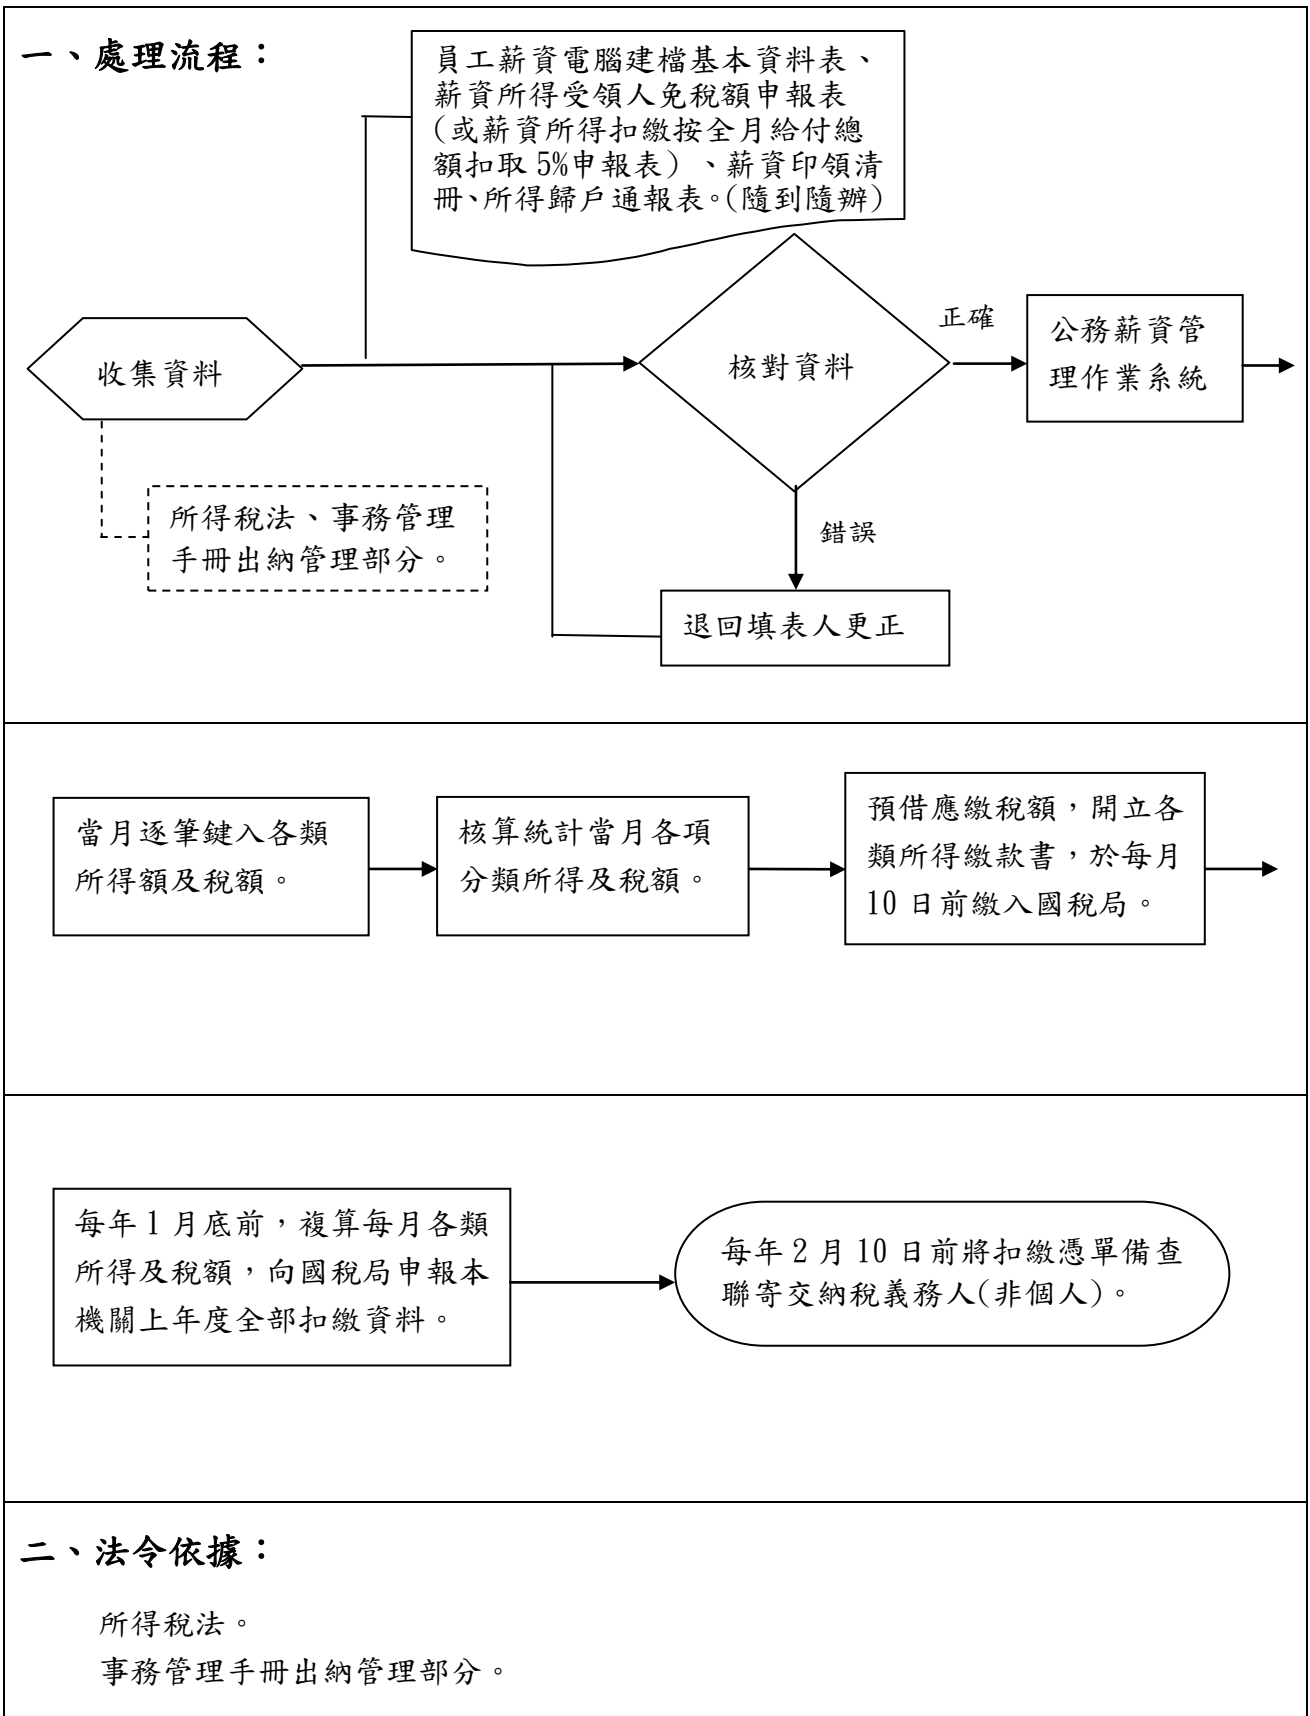 一、處理流程：
員工薪資電腦建檔基本資料表、
薪資所得受領人免稅額申報表
(或薪資所得扣繳按全月給付總
額扣取 5%申報表）、薪資印領清
冊、所得歸戶通報表。(隨到隨辦)
收集資料
核對資料
正確
公務薪資管
理作業系統
所得稅法、事務管理
手冊出納管理部分。
錯誤
退回填表人更正
當月逐筆鍵入各類
所得額及稅額。
核算統計當月各項
分類所得及稅額。
預借應繳稅額，開立各
類所得繳款書，於每月
10 日前繳入國稅局。
每年 1 月底前，複算每月各類
所得及稅額，向國稅局申報本
機關上年度全部扣繳資料。
每年 2 月 10 日前將扣繳憑單備查
聯寄交納稅義務人(非個人)。
二、法令依據：
所得稅法。
事務管理手冊出納管理部分。